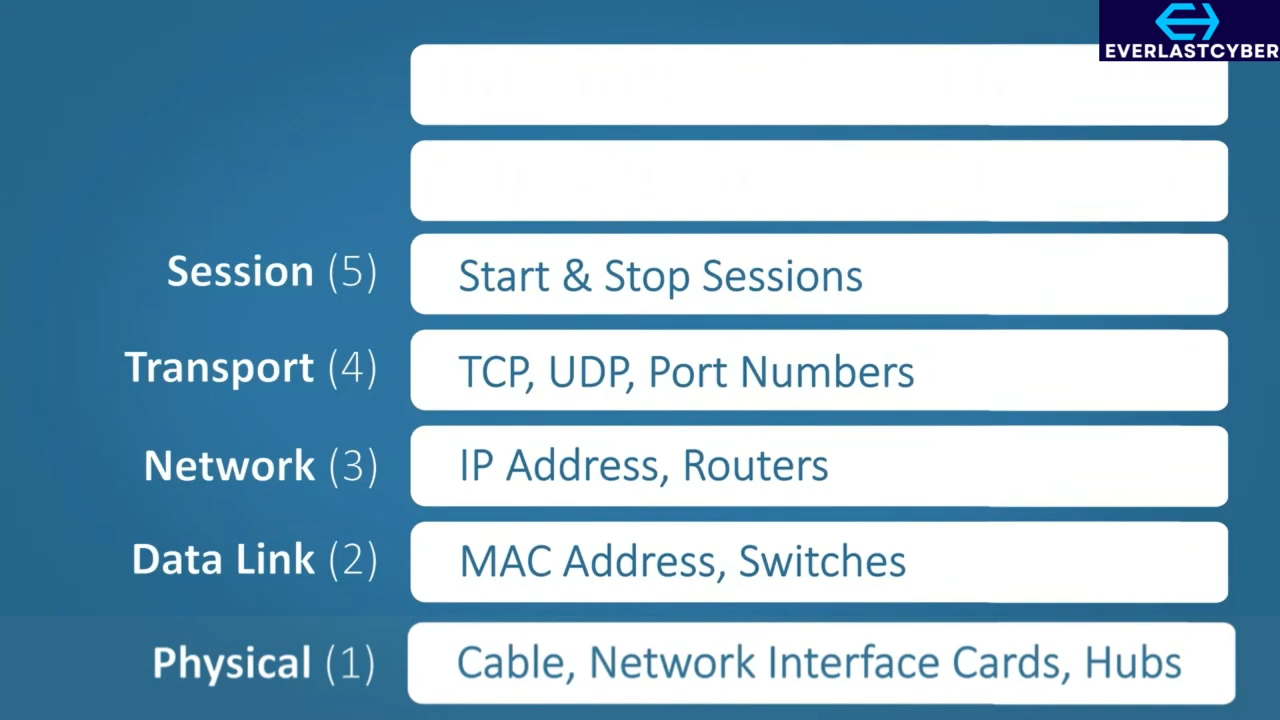 EVERLASTCYBER
Session (5) Start & Stop Sessions
Transport (4) TCP, UDP, Port Numbers
Network (3) IP Address, Routers
Data Link (2) MAC Address, Switches
Physical (1) Cable, Network Interface Cards, Hubs